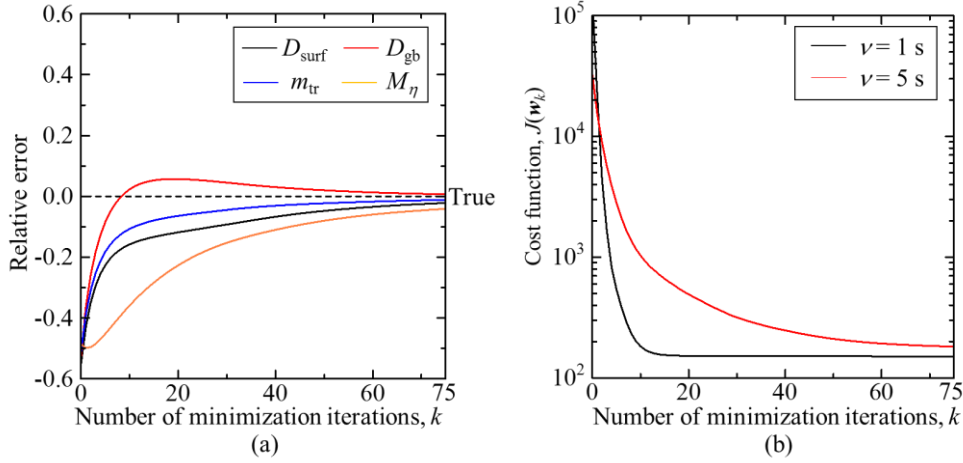 (a)
D_surf D_gb
m_tr M_η
Relative error
0.6
0.4
0.2
0.0
-0.2
-0.4
-0.6
True
0 20 40 60 75
Number of minimization iterations, k
(a)
(b)
ν = 1 s
ν = 5 s
Cost function, J(w_k)
10^5
10^4
10^3
10^2
0 20 40 60 75
Number of minimization iterations, k
(b)